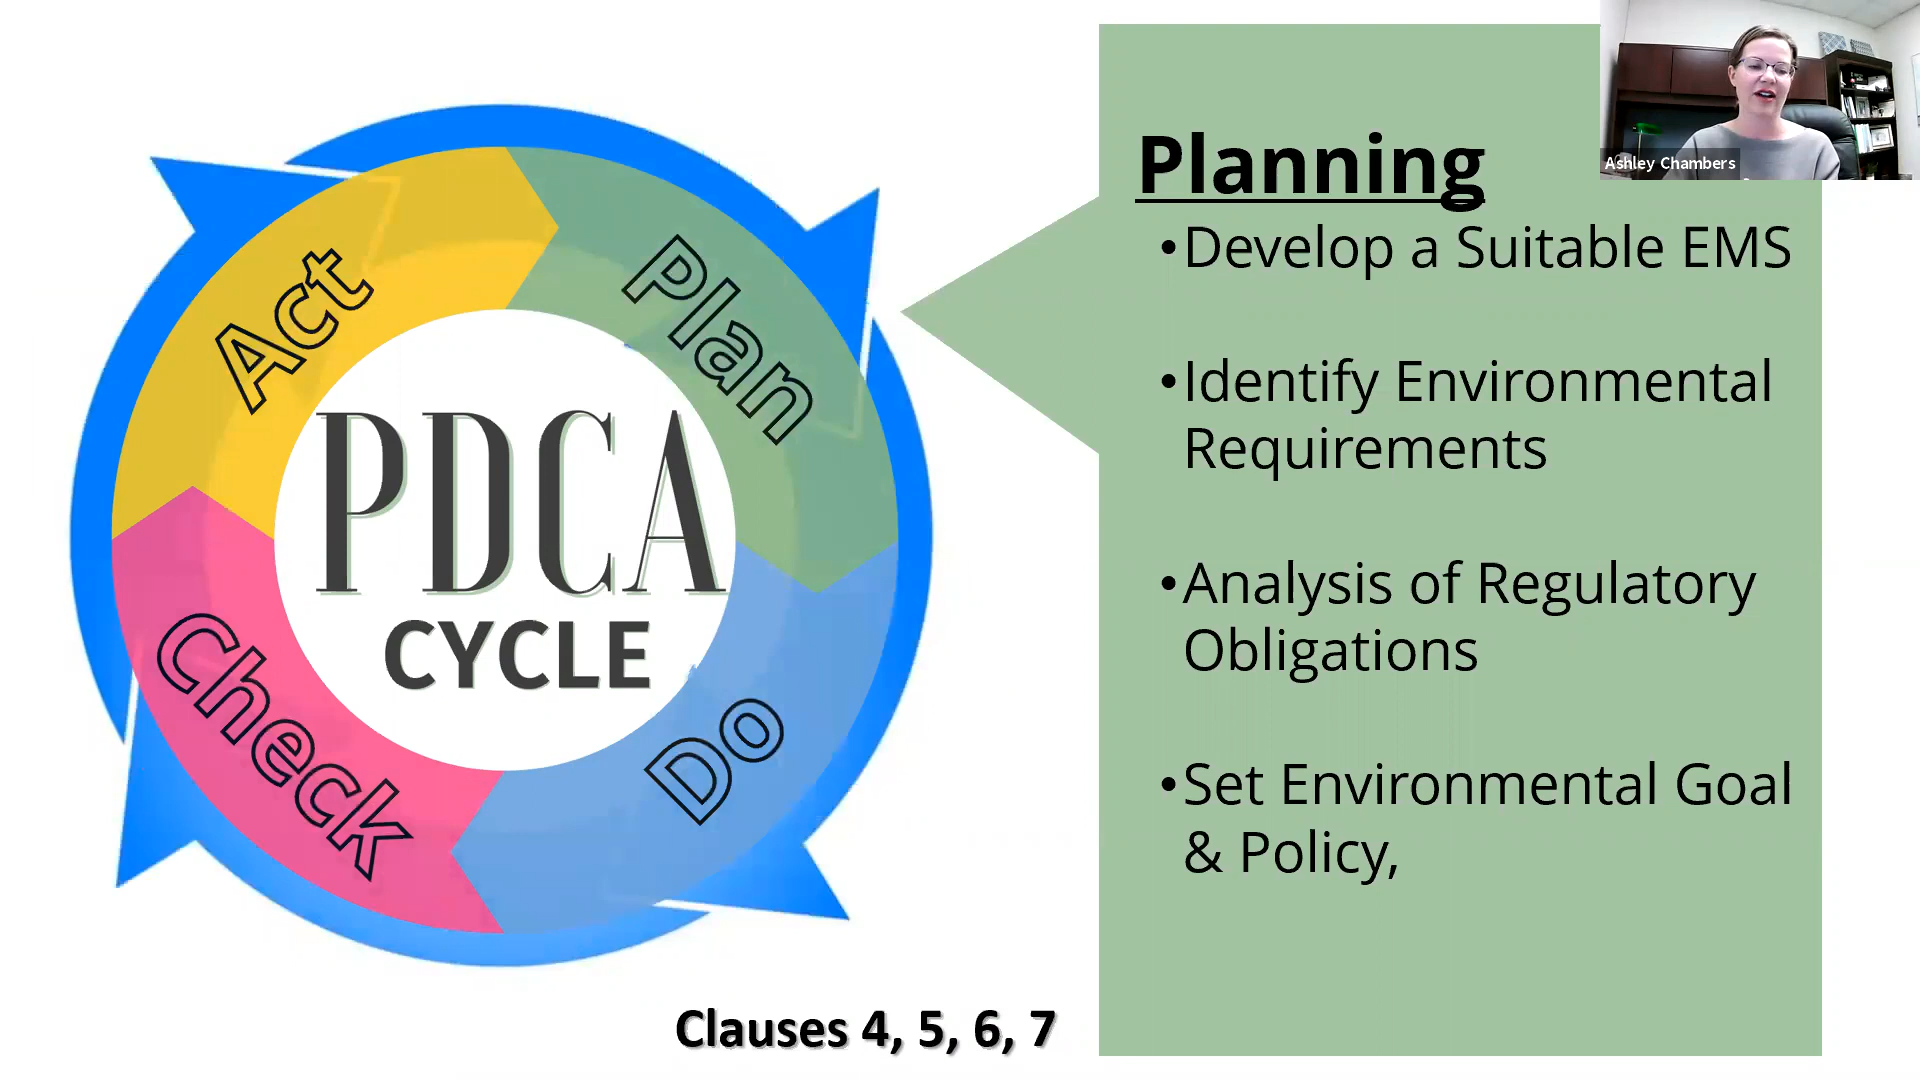 Act
Plan
PDCA
CYCLE
Check
Do
Clauses 4, 5, 6, 7
Planning
•Develop a Suitable EMS
•Identify Environmental
Requirements
•Analysis of Regulatory
Obligations
•Set Environmental Goal
& Policy,
Ashley Chambers